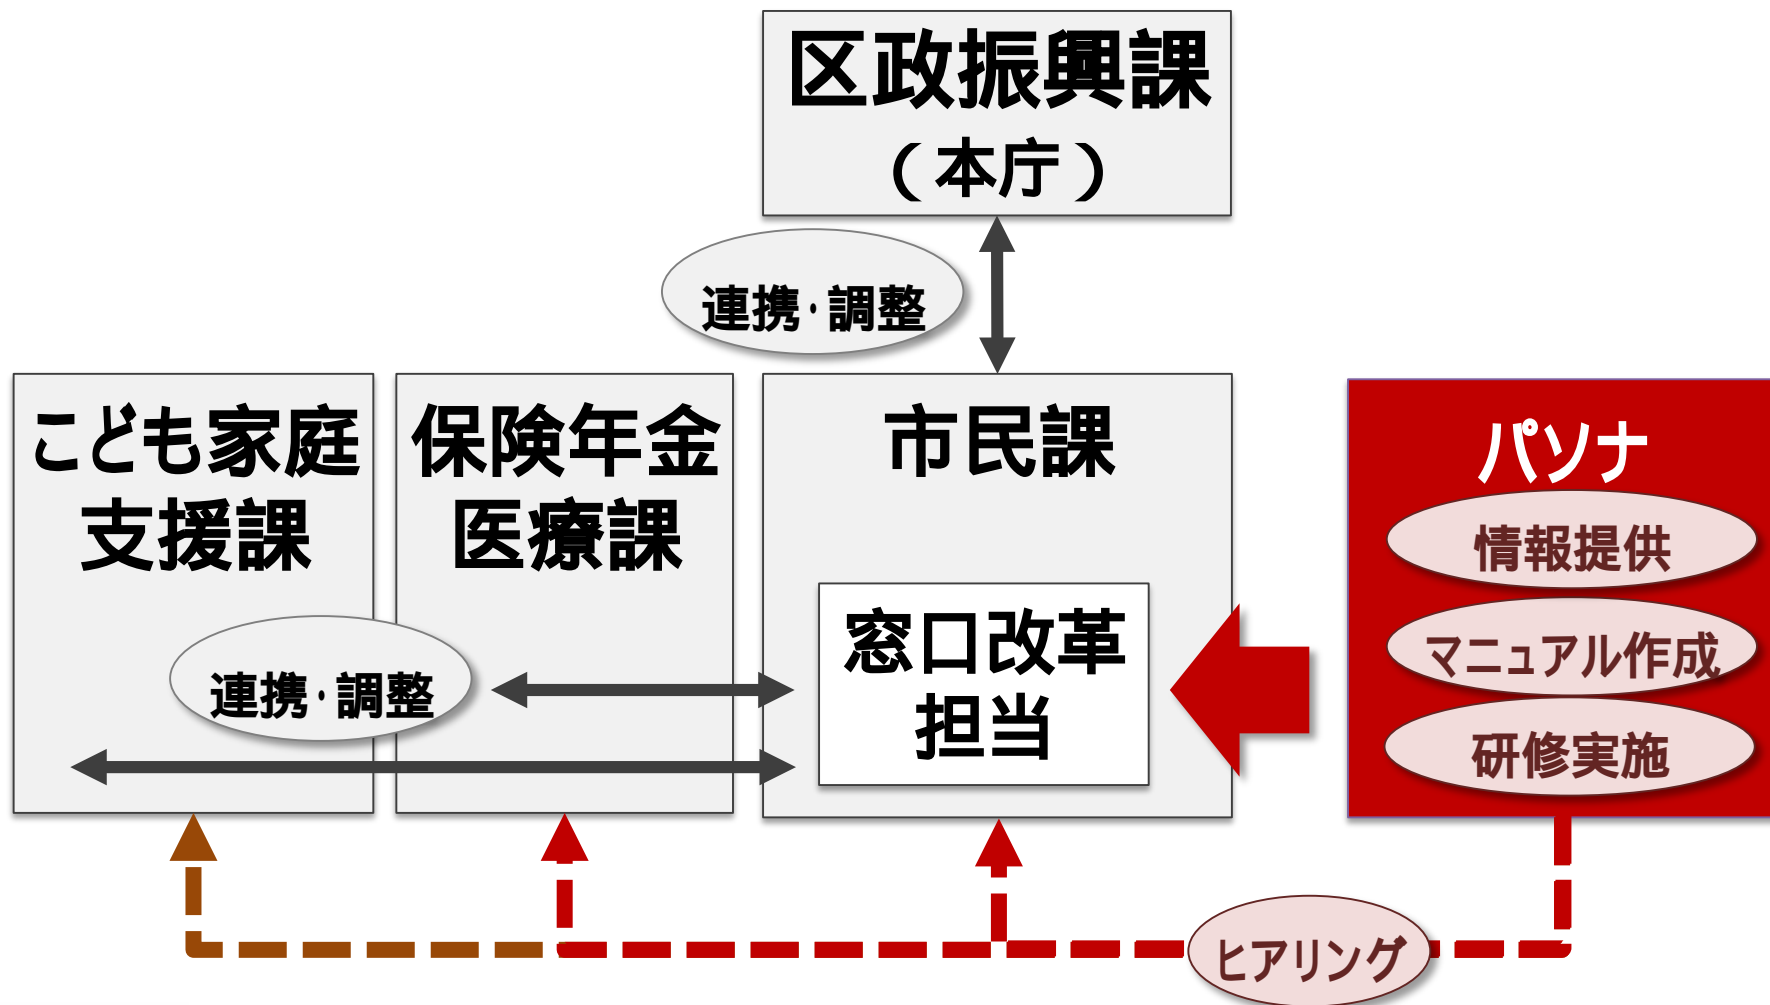 区政振興課
（本庁）
連携・調整
こども家庭
支援課
保険年金
医療課
市民課
窓口改革
担当
連携・調整
パソナ
情報提供
マニュアル作成
研修実施
ヒアリング